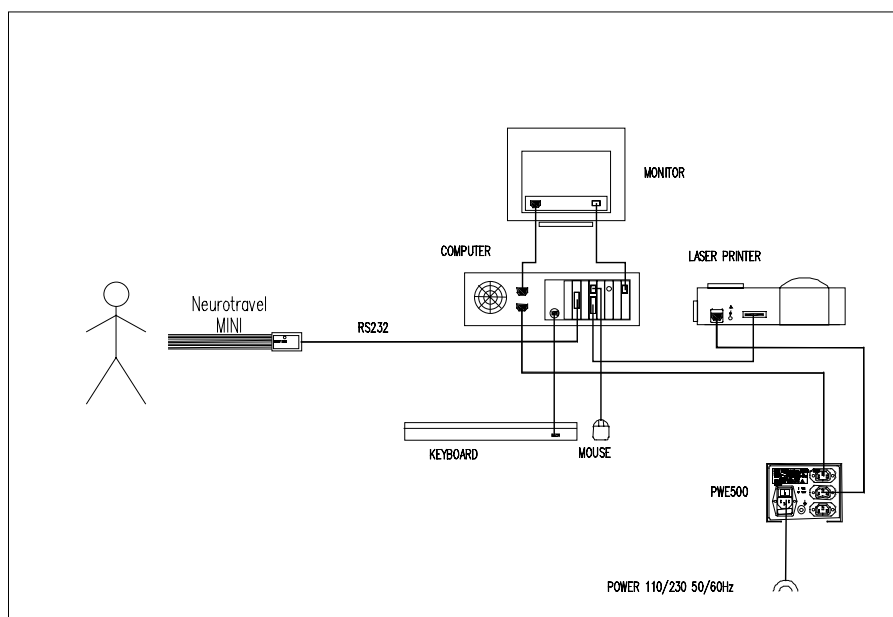 MONITOR
COMPUTER
LASER PRINTER
Neurotravel
MINI
RS232
KEYBOARD
MOUSE
PWE500
POWER 110/230 50/60Hz